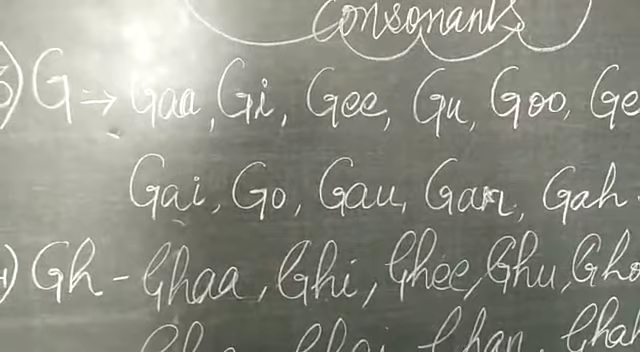 Consonants
3) G → Gaa, Gi, Gee, Gu, Goo, Ge
Gai, Go, Gau, Gan, Gah.
4) Gh - Ghaa, Ghi, Ghee, Ghu, Gho